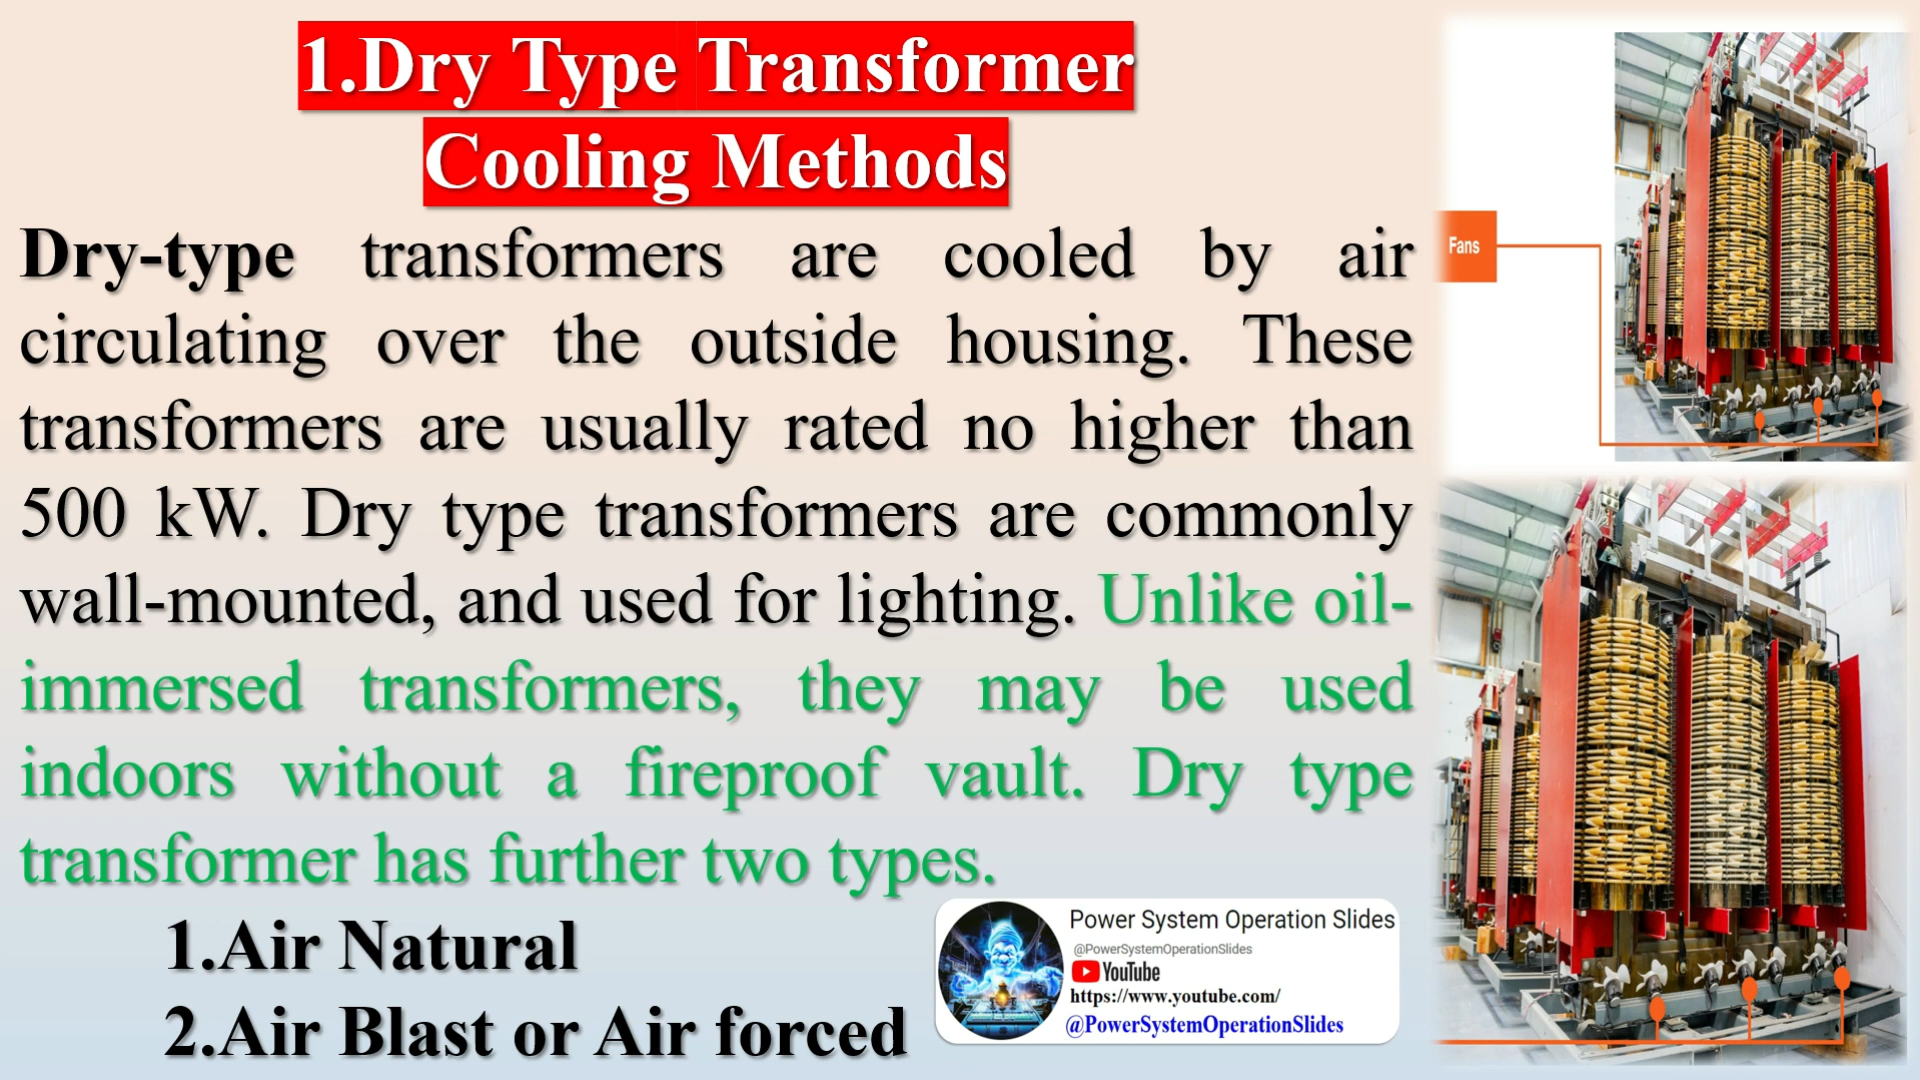 1.Dry Type Transformer
Cooling Methods
Dry-type transformers are cooled by air
circulating over the outside housing. These
transformers are usually rated no higher than
500 kW. Dry type transformers are commonly
wall-mounted, and used for lighting. Unlike oil-
immersed transformers, they may be used
indoors without a fireproof vault. Dry type
transformer has further two types.
1.Air Natural
2.Air Blast or Air forced
Fans
Power System Operation Slides
@PowerSystemOperationSlides
YouTube
https://www.youtube.com/
@PowerSystemOperationSlides